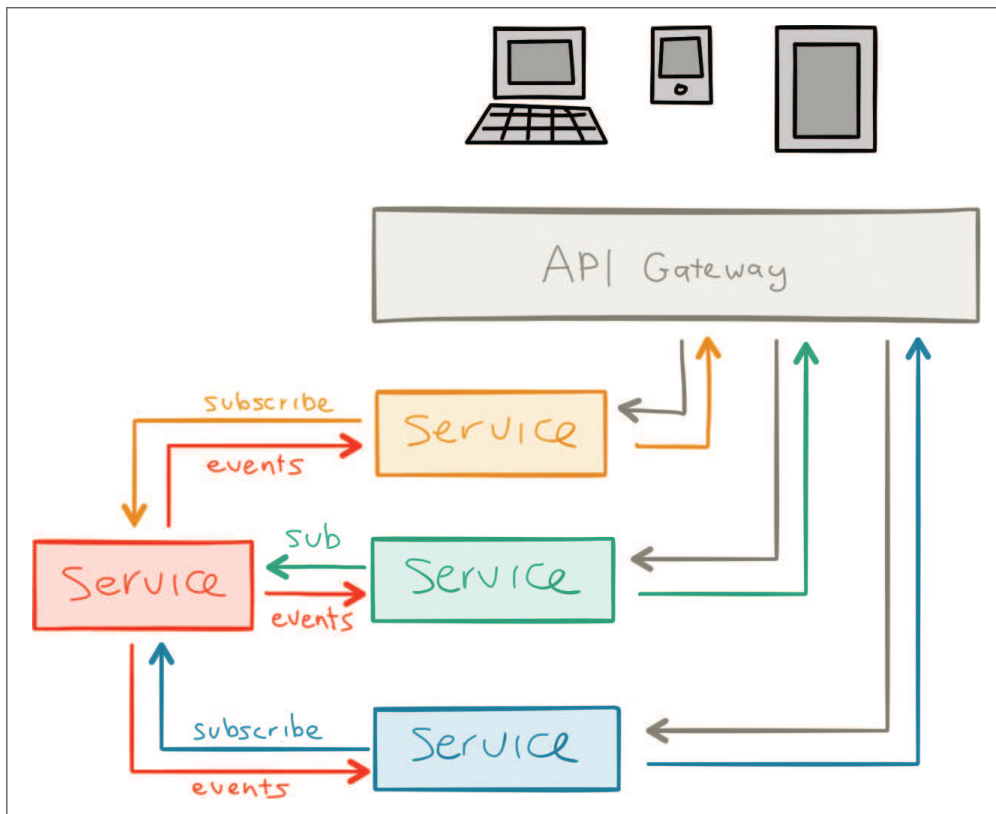 API Gateway
subscribe
Service
events
sub
Service
Service
events
subscribe
Service
events